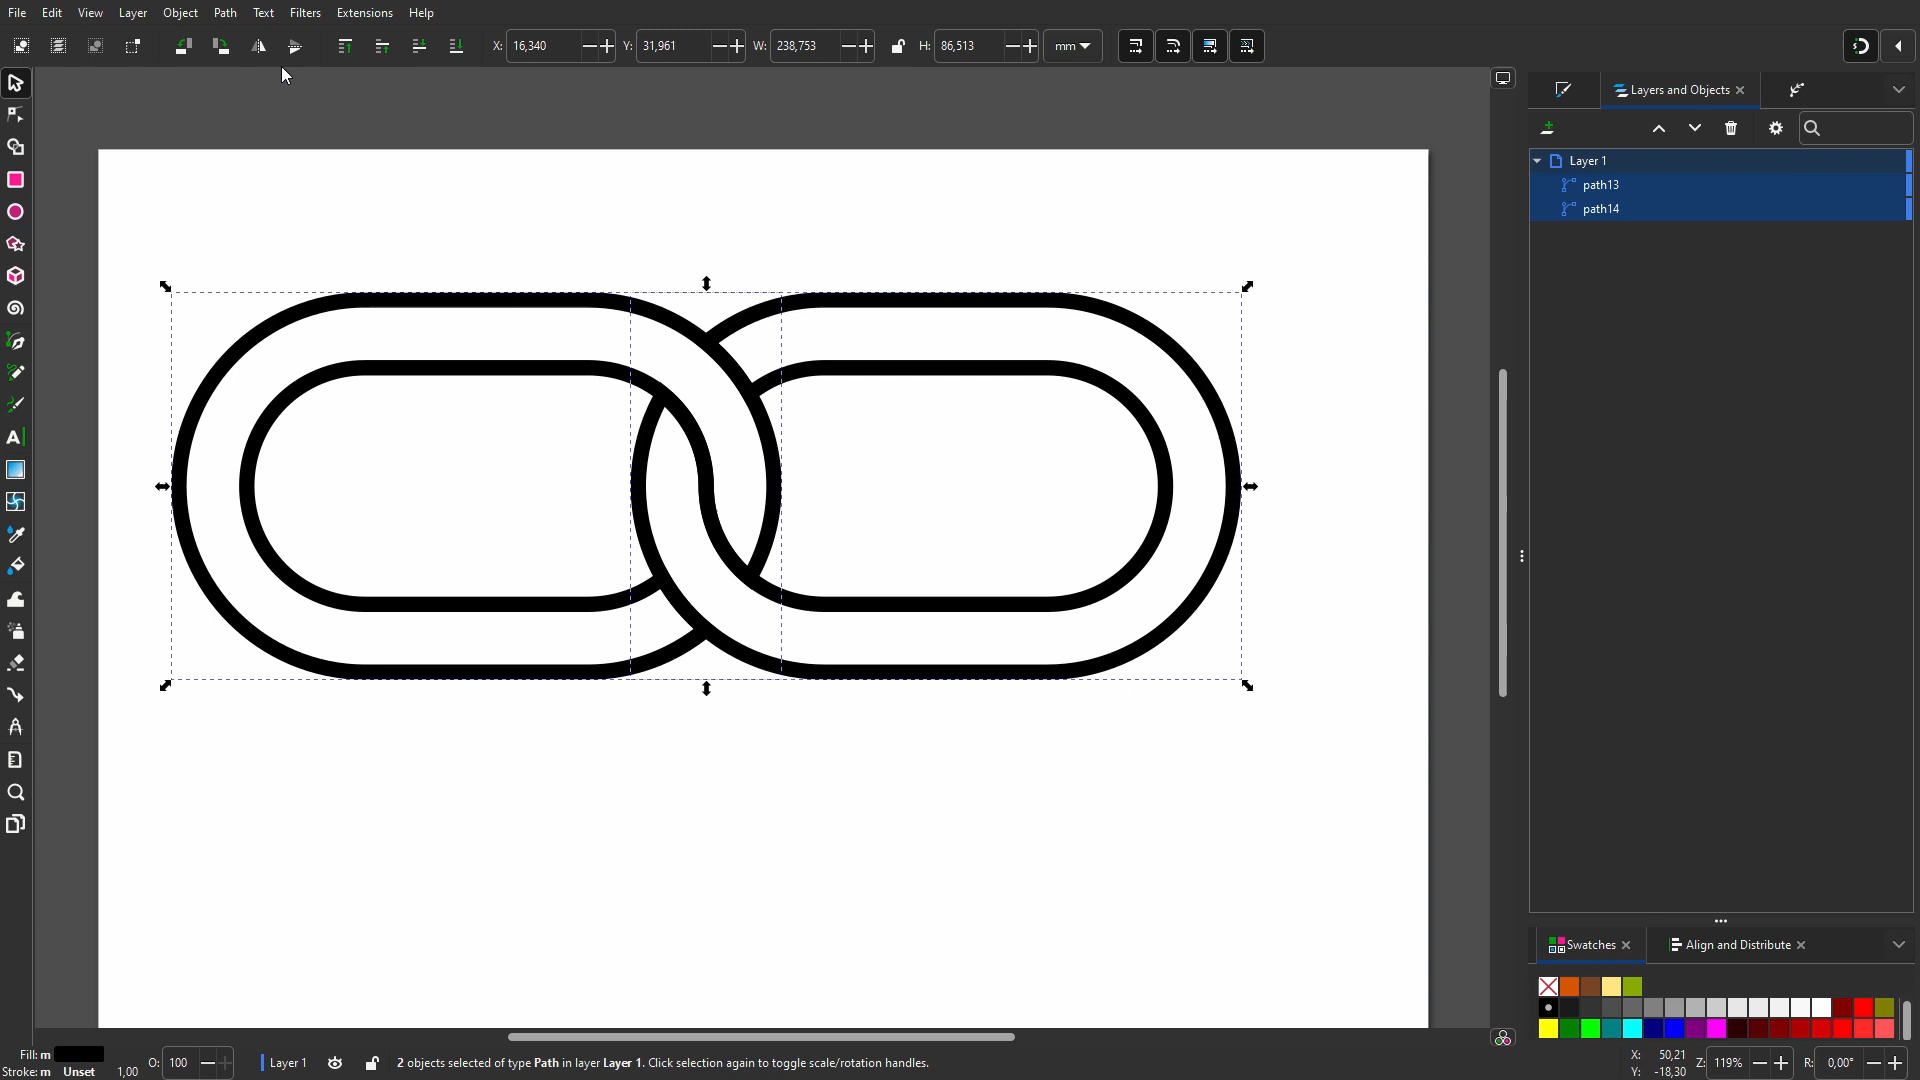 File Edit View Layer Object Path Text Filters Extensions Help
X: 16,340 Y: 31,961 W: 238,753 H: 86,513 mm
Layers and Objects
Layer 1
path13
path14
A
Swatches Align and Distribute
Fill: m
Stroke: m Unset 1,00
O: 100 Layer 1 2 objects selected of type Path in layer Layer 1. Click selection again to toggle scale/rotation handles.
X: 50,21
Y: -18,30
Z: 119% R: 0,00°